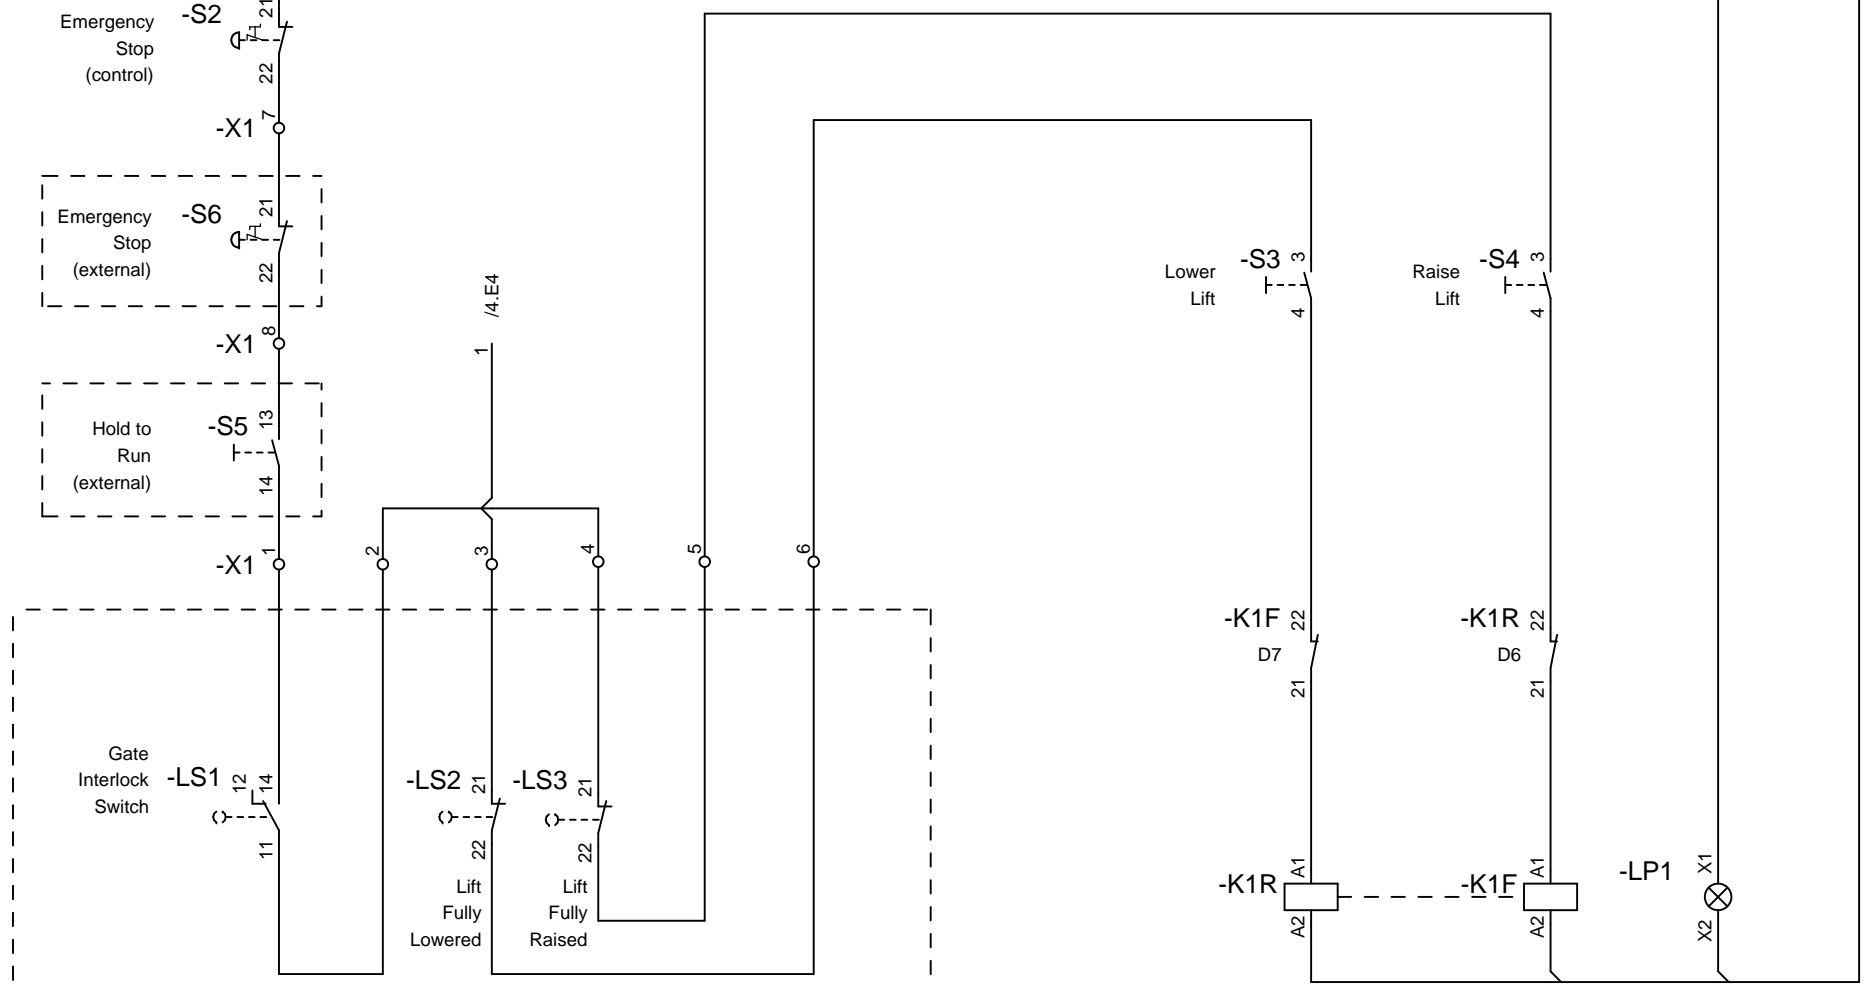 Emergency
Stop
(control)
-S2
21
22
-X1
7
Emergency
Stop
(external)
-S6
21
22
-X1
8
Hold to
Run
(external)
-S5
13
14
-X1
1
2
3
4
5
6
1
/4.E4
Gate
Interlock
Switch
-LS1
12
14
11
-LS2
21
22
Lift
Fully
Lowered
-LS3
21
22
Lift
Fully
Raised
Lower
Lift
-S3
3
4
Raise
Lift
-S4
3
4
-K1F
D7
22
21
-K1R
D6
22
21
-K1R
A1
A2
-K1F
A1
A2
-LP1
X1
X2